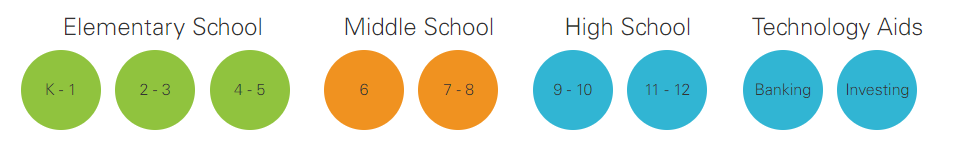 Elementary School Middle School High School Technology Aids
K - 1 2 - 3 4 - 5 6 7 - 8 9 - 10 11 - 12 Banking Investing